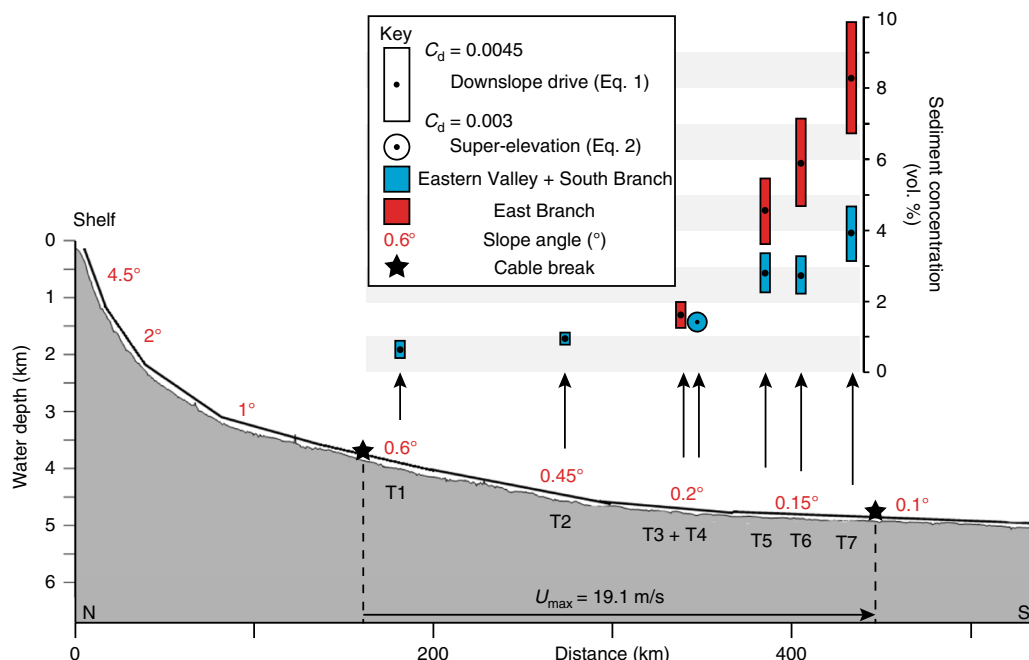 Key
C_d = 0.0045
Downslope drive (Eq. 1)
C_d = 0.003
Super-elevation (Eq. 2)
Eastern Valley + South Branch
East Branch
0.6° Slope angle (°)
Cable break
10
8
6
4
2
0
Sediment concentration
(vol. %)
Shelf
0
1
2
3
4
5
6
Water depth (km)
4.5°
2°
1°
0.6°
0.45°
0.2°
0.15°
0.1°
T1
T2
T3 + T4
T5
T6
T7
U_max = 19.1 m/s
N
S
0
200
400
Distance (km)